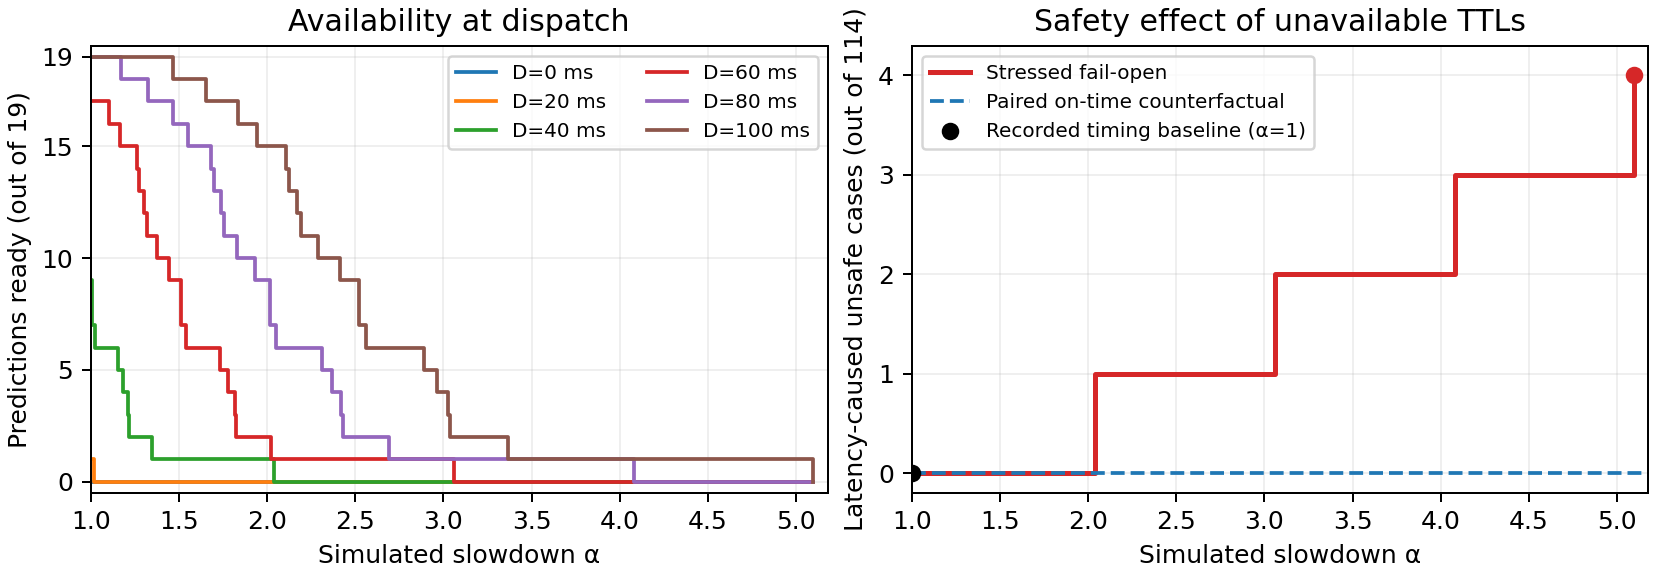 Availability at dispatch
Predictions ready (out of 19)
19
15
10
5
0
D=0 ms
D=20 ms
D=40 ms
D=60 ms
D=80 ms
D=100 ms
1.0 1.5 2.0 2.5 3.0 3.5 4.0 4.5 5.0
Simulated slowdown α
Safety effect of unavailable TTLs
Latency-caused unsafe cases (out of 114)
4
3
2
1
0
Stressed fail-open
Paired on-time counterfactual
Recorded timing baseline (α=1)
1.0 1.5 2.0 2.5 3.0 3.5 4.0 4.5 5.0
Simulated slowdown α